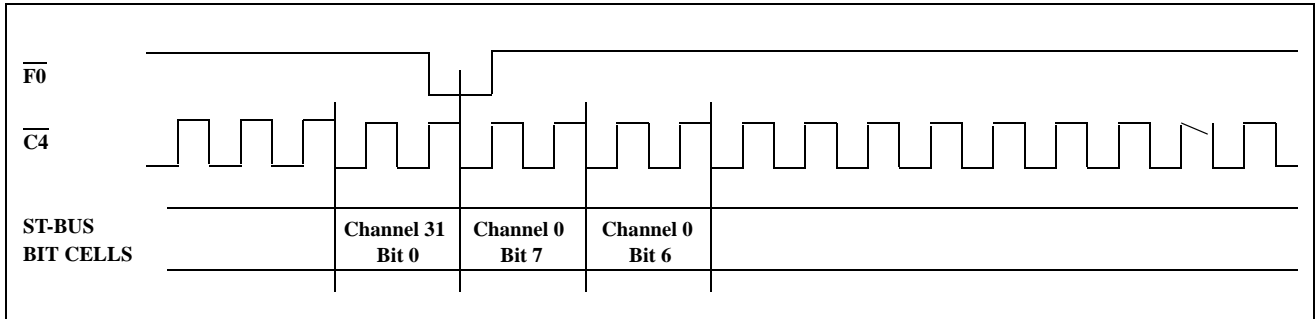 F0
C4
ST-BUS
BIT CELLS
Channel 31
Bit 0
Channel 0
Bit 7
Channel 0
Bit 6